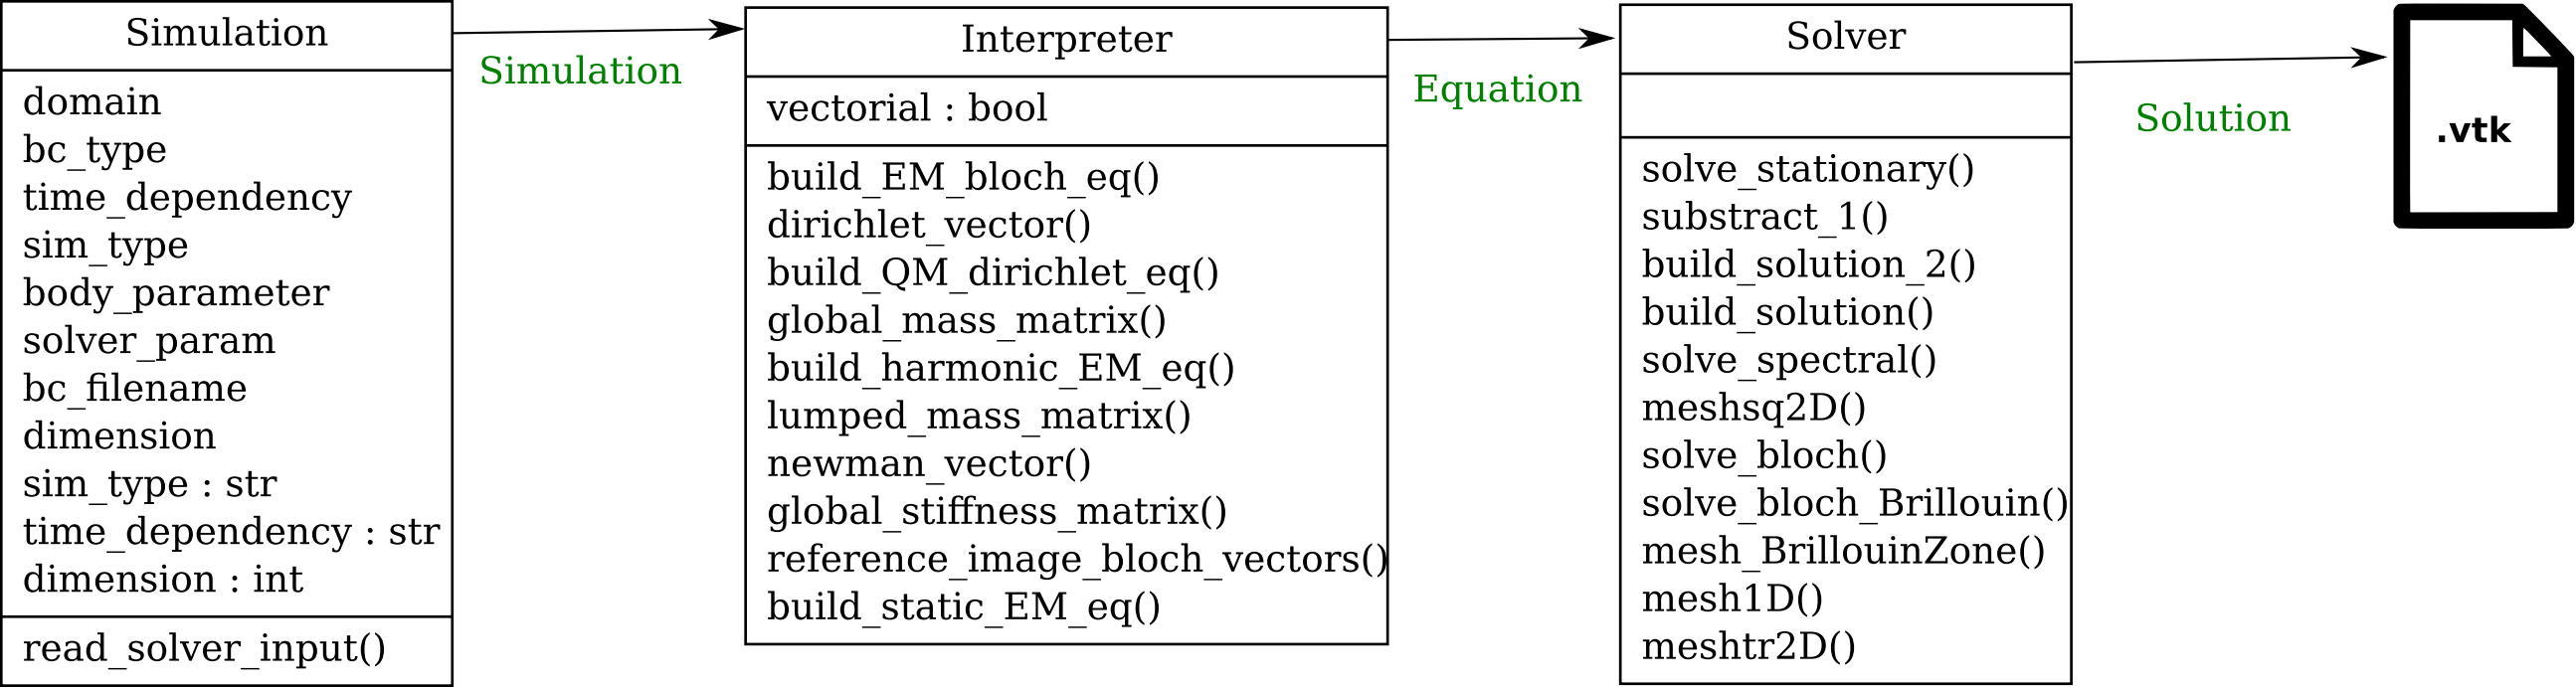 Simulation
domain
bc_type
time_dependency
sim_type
body_parameter
solver_param
bc_filename
dimension
sim_type : str
time_dependency : str
dimension : int
read_solver_input()
Simulation
Interpreter
vectorial : bool
build_EM_bloch_eq()
dirichlet_vector()
build_QM_dirichlet_eq()
global_mass_matrix()
build_harmonic_EM_eq()
lumped_mass_matrix()
newman_vector()
global_stiffness_matrix()
reference_image_bloch_vectors()
build_static_EM_eq()
Equation
Solver
solve_stationary()
substract_1()
build_solution_2()
build_solution()
solve_spectral()
meshsq2D()
solve_bloch()
solve_bloch_Brillouin()
mesh_BrillouinZone()
mesh1D()
meshtr2D()
Solution
.vtk